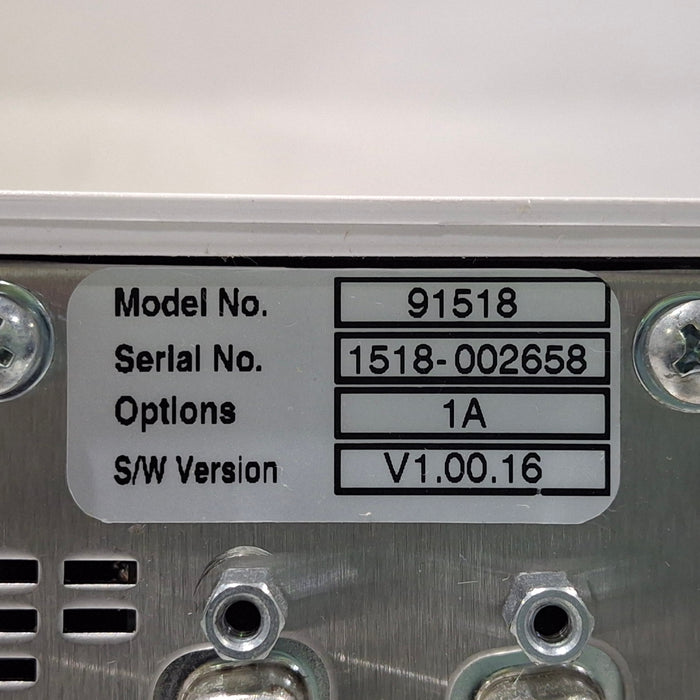 Model No. 91518
Serial No. 1518-002658
Options 1A
S/W Version V1.00.16